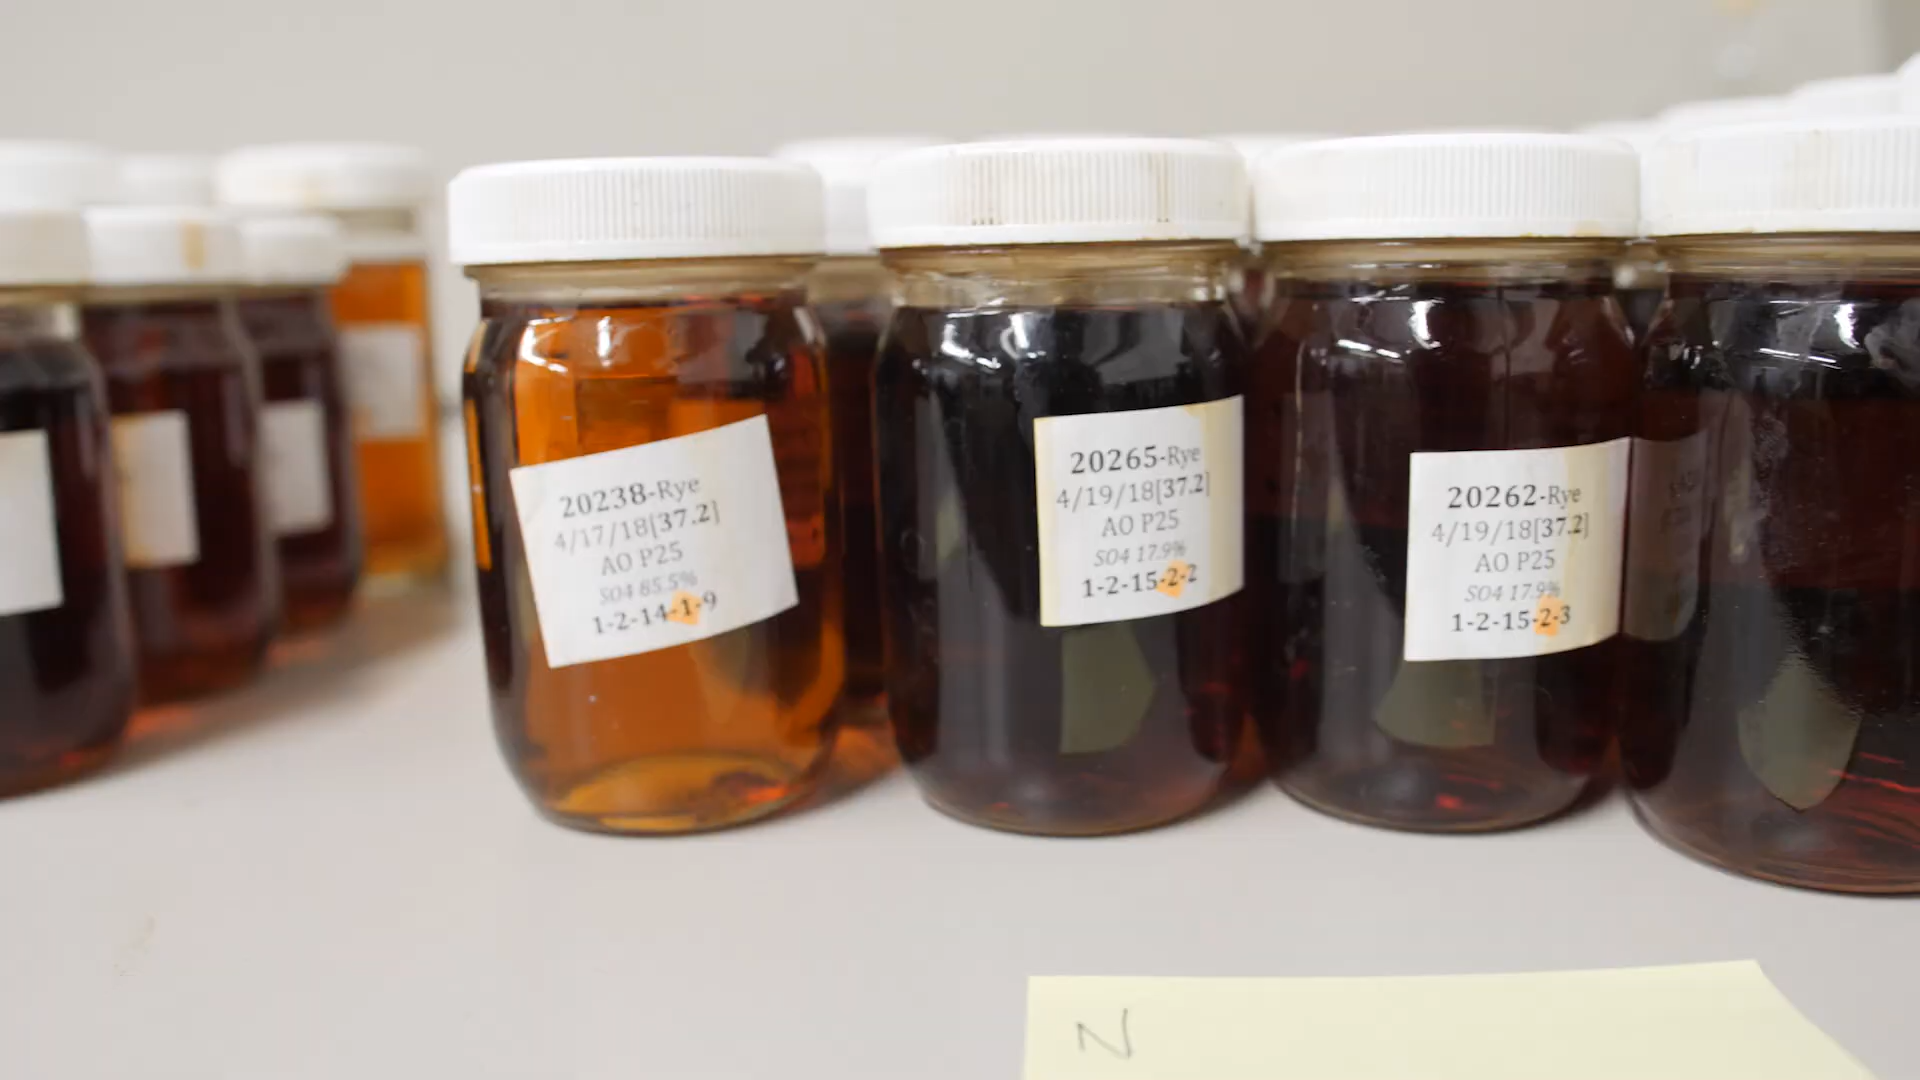 20238-Rye
4/17/18[37.2]
AO P25
SO4 85.5%
1-2-14-1-9
20265-Rye
4/19/18[37.2]
AO P25
SO4 17.9%
1-2-15-2-2
20262-Rye
4/19/18[37.2]
AO P25
SO4 17.9%
1-2-15-2-3
N